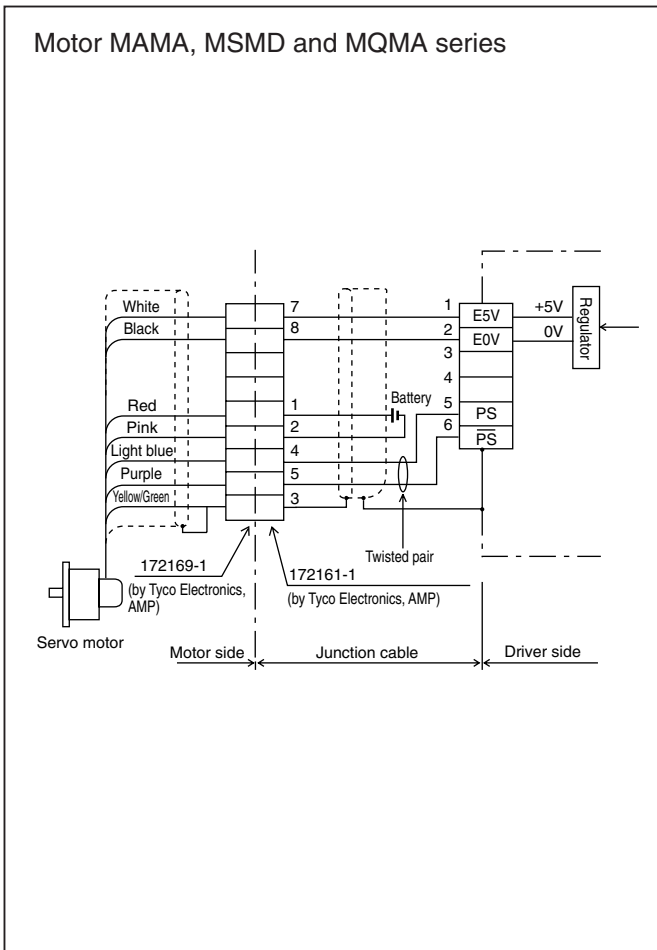 Motor MAMA, MSMD and MQMA series
White
Black
Red
Pink
Light blue
Purple
Yellow/Green
7
8
1
2
4
5
3
Battery
1
2
3
4
5
6
E5V
E0V
PS
P̅S̅
+5V
0V
Regulator
Twisted pair
172169-1
(by Tyco Electronics,
AMP)
172161-1
(by Tyco Electronics, AMP)
Servo motor
Motor side
Junction cable
Driver side